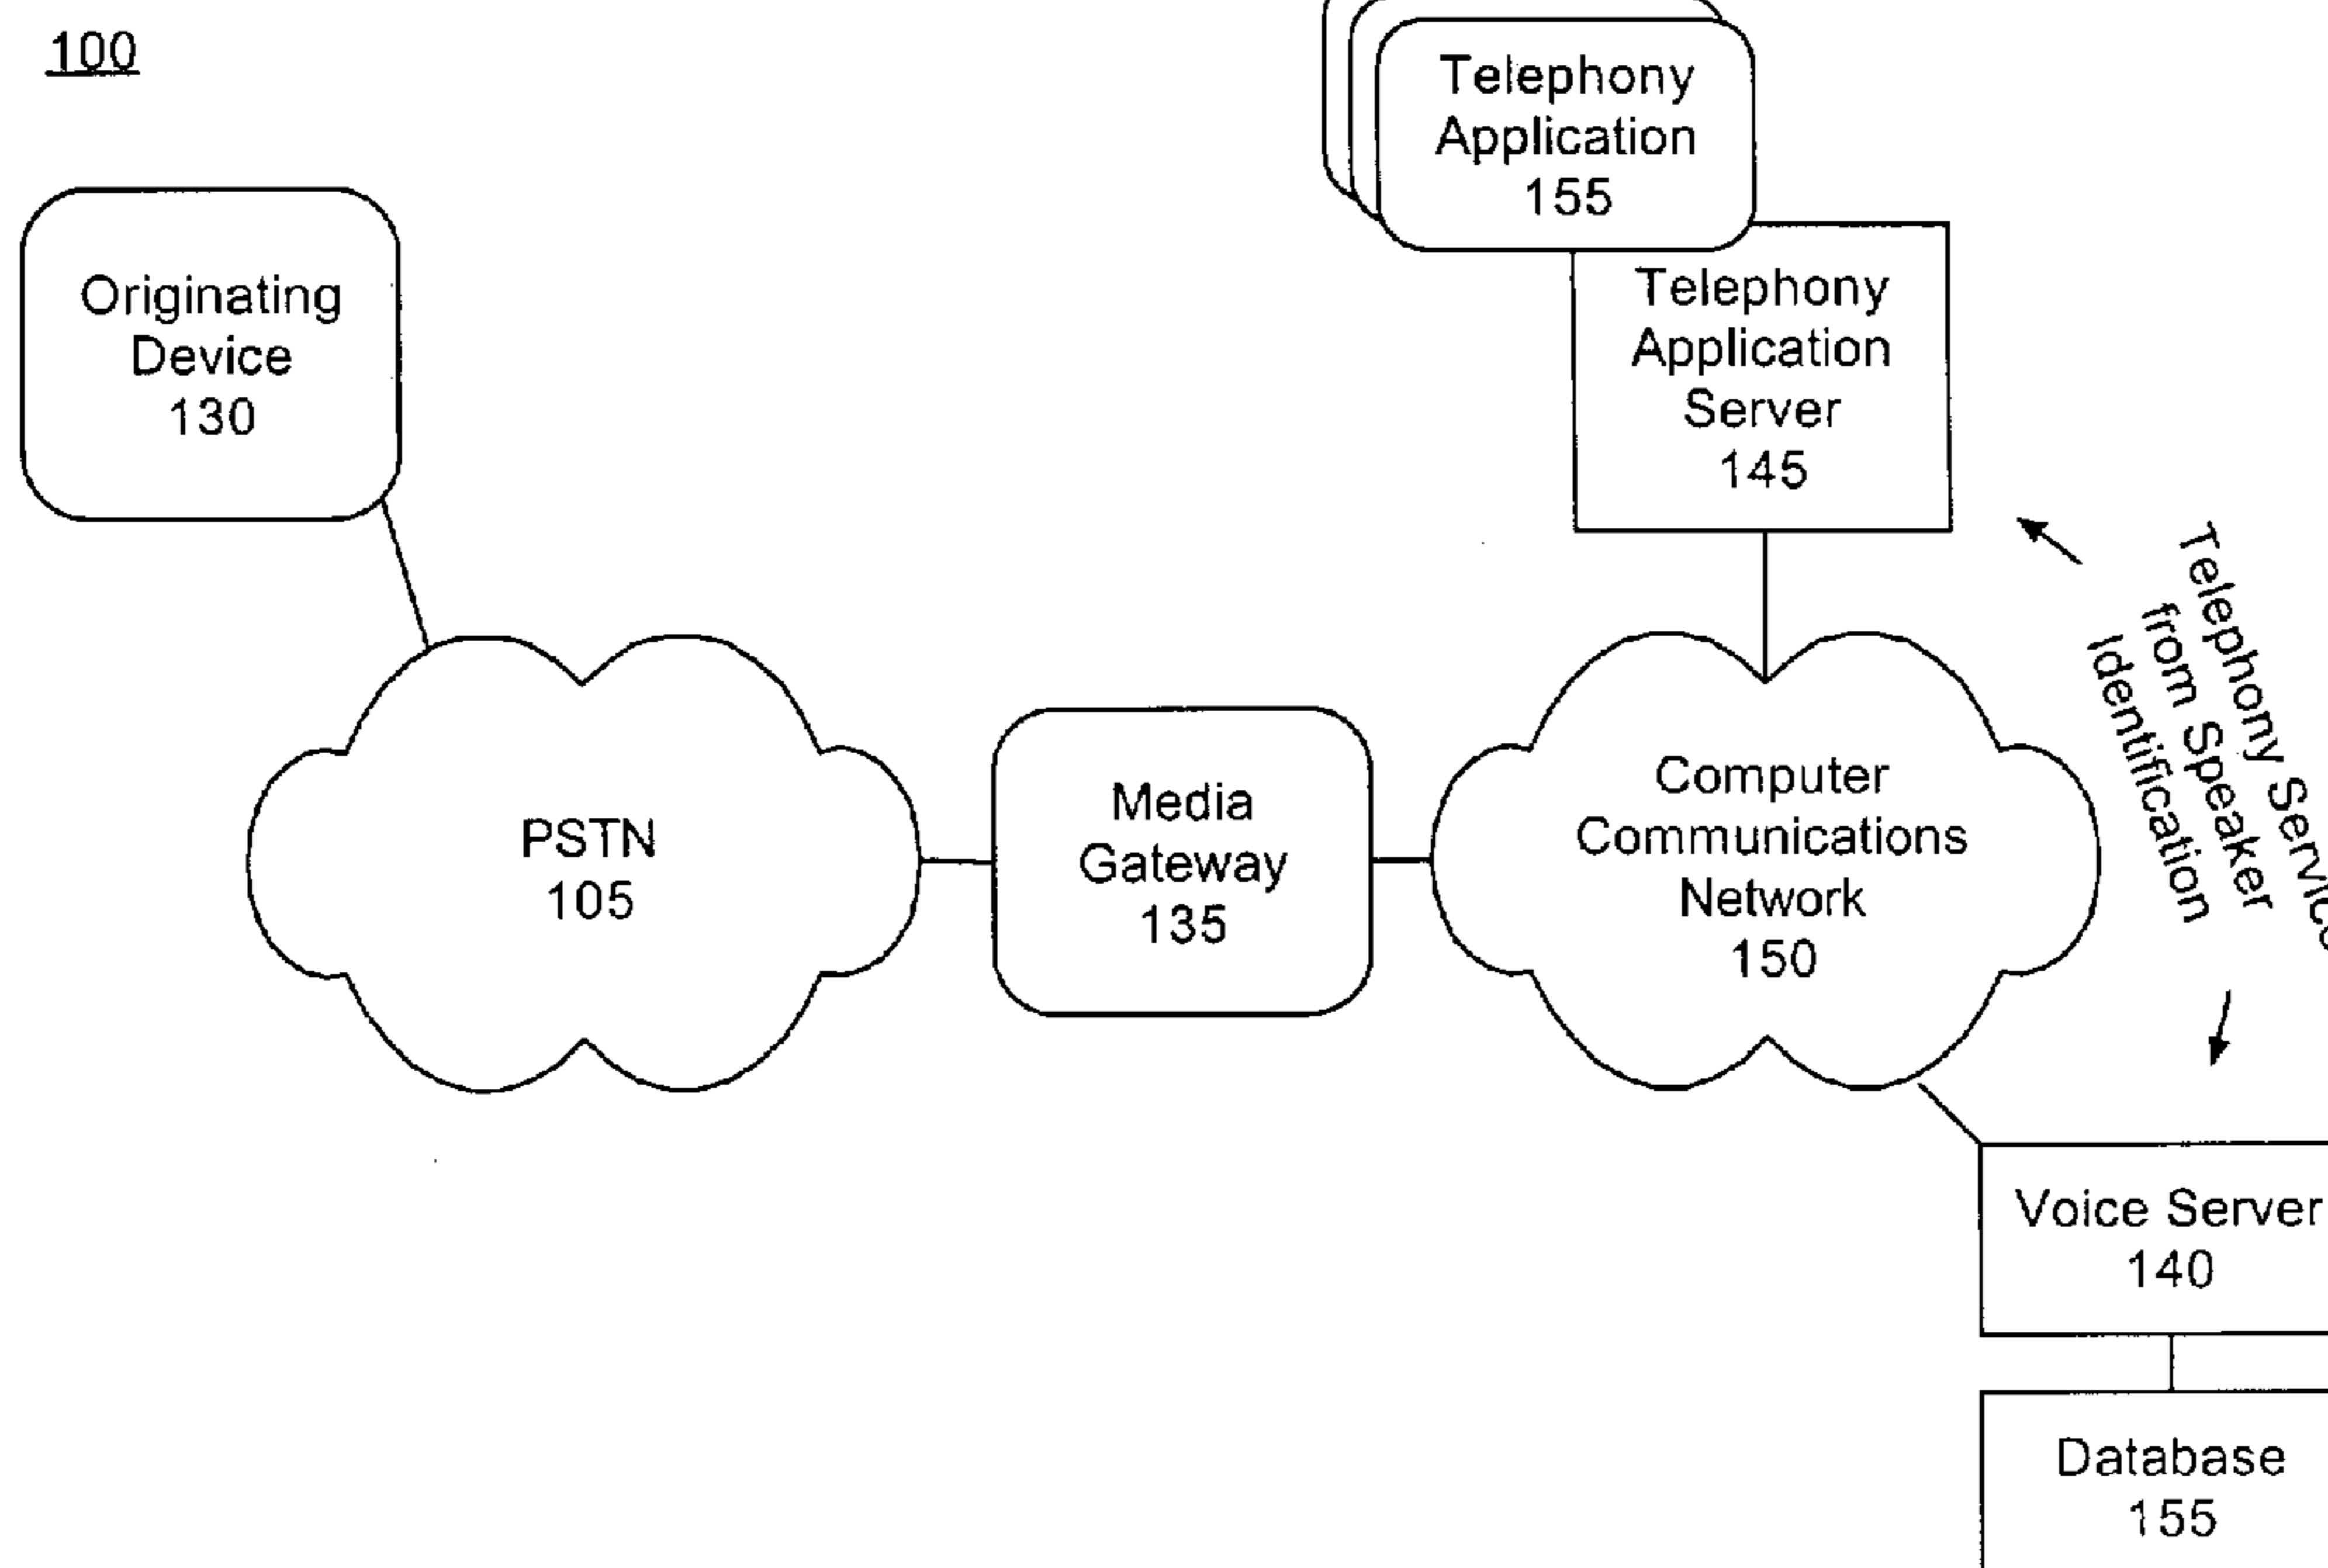 100
Telephony
Application
155
Originating
Device
130
Telephony
Application
Server
145
Telephony Service
from Speaker
Identification
PSTN
105
Media
Gateway
135
Computer
Communications
Network
150
Voice Server
140
Database
155